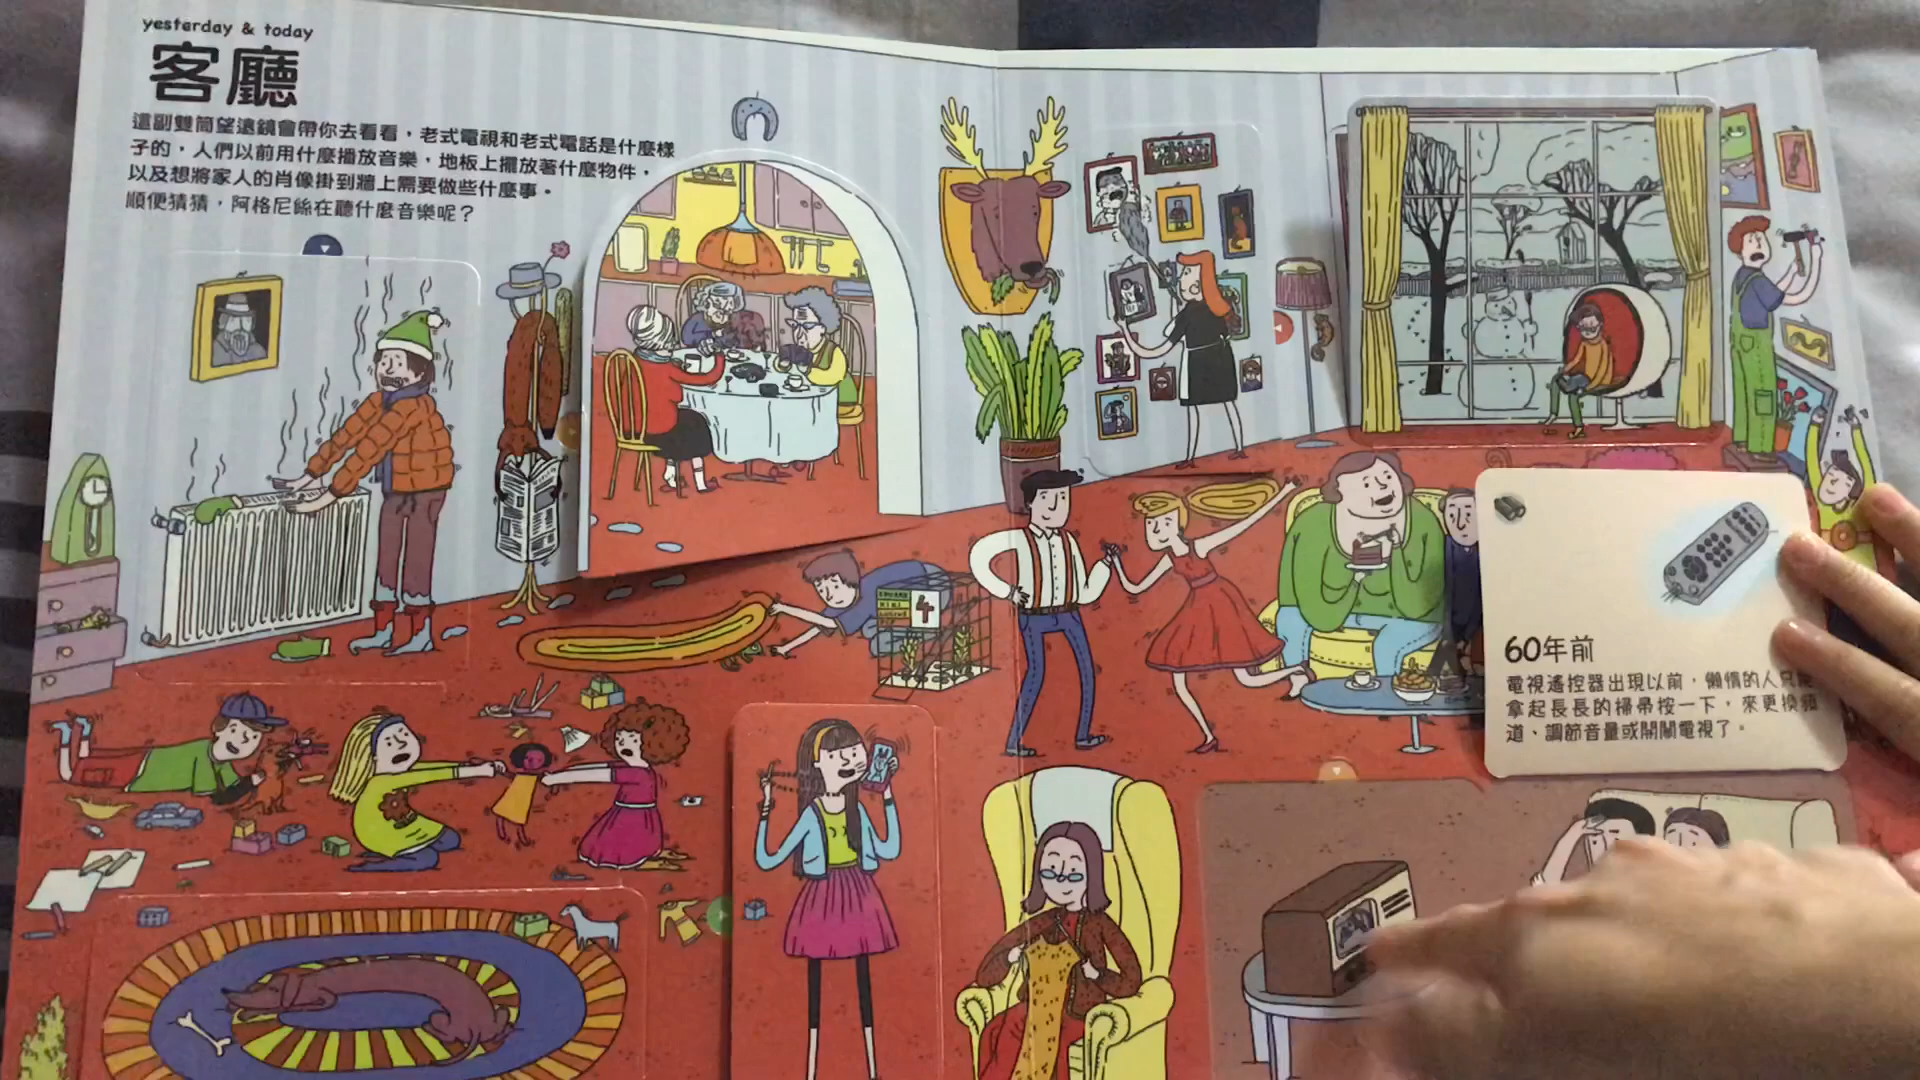 yesterday & today
客廳
這副雙筒望遠鏡會帶你去看看，老式電視和老式電話是什麼樣
子的，人們以前用什麼播放音樂，地板上擺放著什麼物件，
以及想將家人的肖像掛到牆上需要做些什麼事。
順便猜猜，阿格尼絲在聽什麼音樂呢？
4
60年前
電視遙控器出現以前，懶惰的人只
拿起長長的掃帚按一下，來更換頻
道、調節音量或開關電視了。